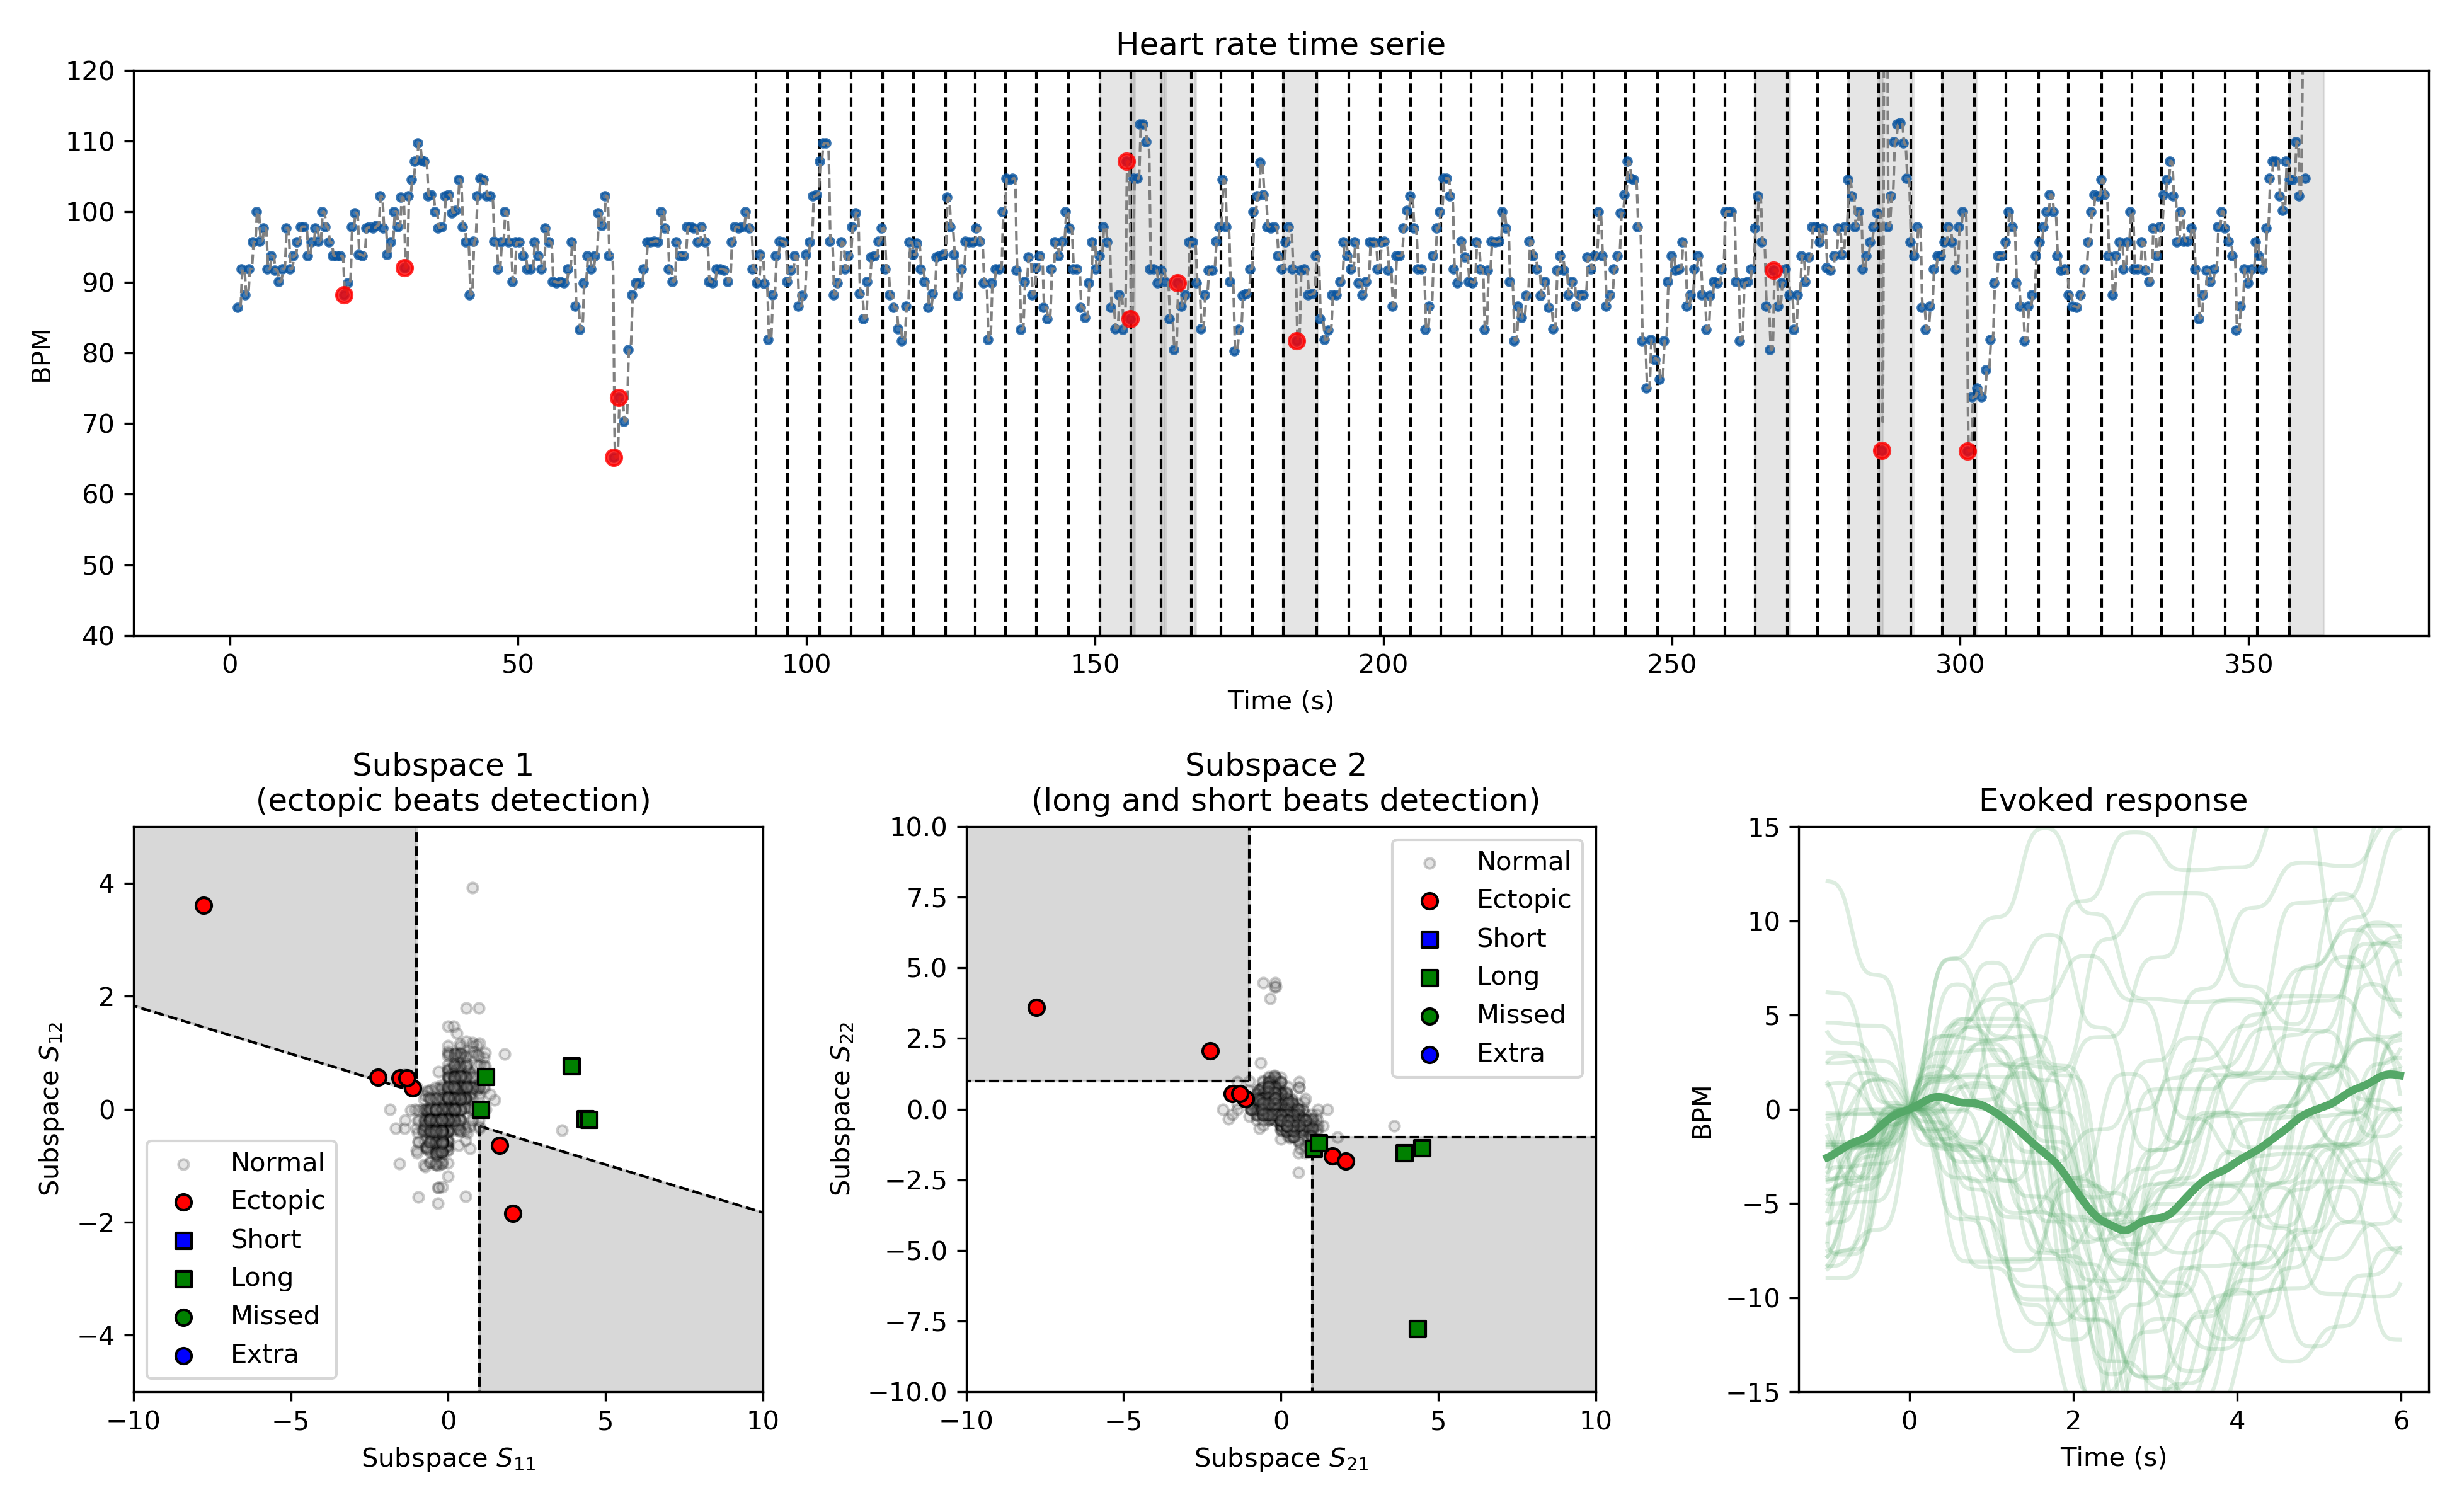 Heart rate time serie
120
110
100
90
80
70
60
50
40
BPM
0 50 100 150 200 250 300 350
Time (s)
Subspace 1
(ectopic beats detection)
4
2
0
−2
−4
Subspace S12
Normal
Ectopic
Short
Long
Missed
Extra
−10 −5 0 5 10
Subspace S11
Subspace 2
(long and short beats detection)
10.0
7.5
5.0
2.5
0.0
−2.5
−5.0
−7.5
−10.0
Subspace S22
Normal
Ectopic
Short
Long
Missed
Extra
−10 −5 0 5 10
Subspace S21
Evoked response
15
10
5
0
−5
−10
−15
BPM
0 2 4 6
Time (s)